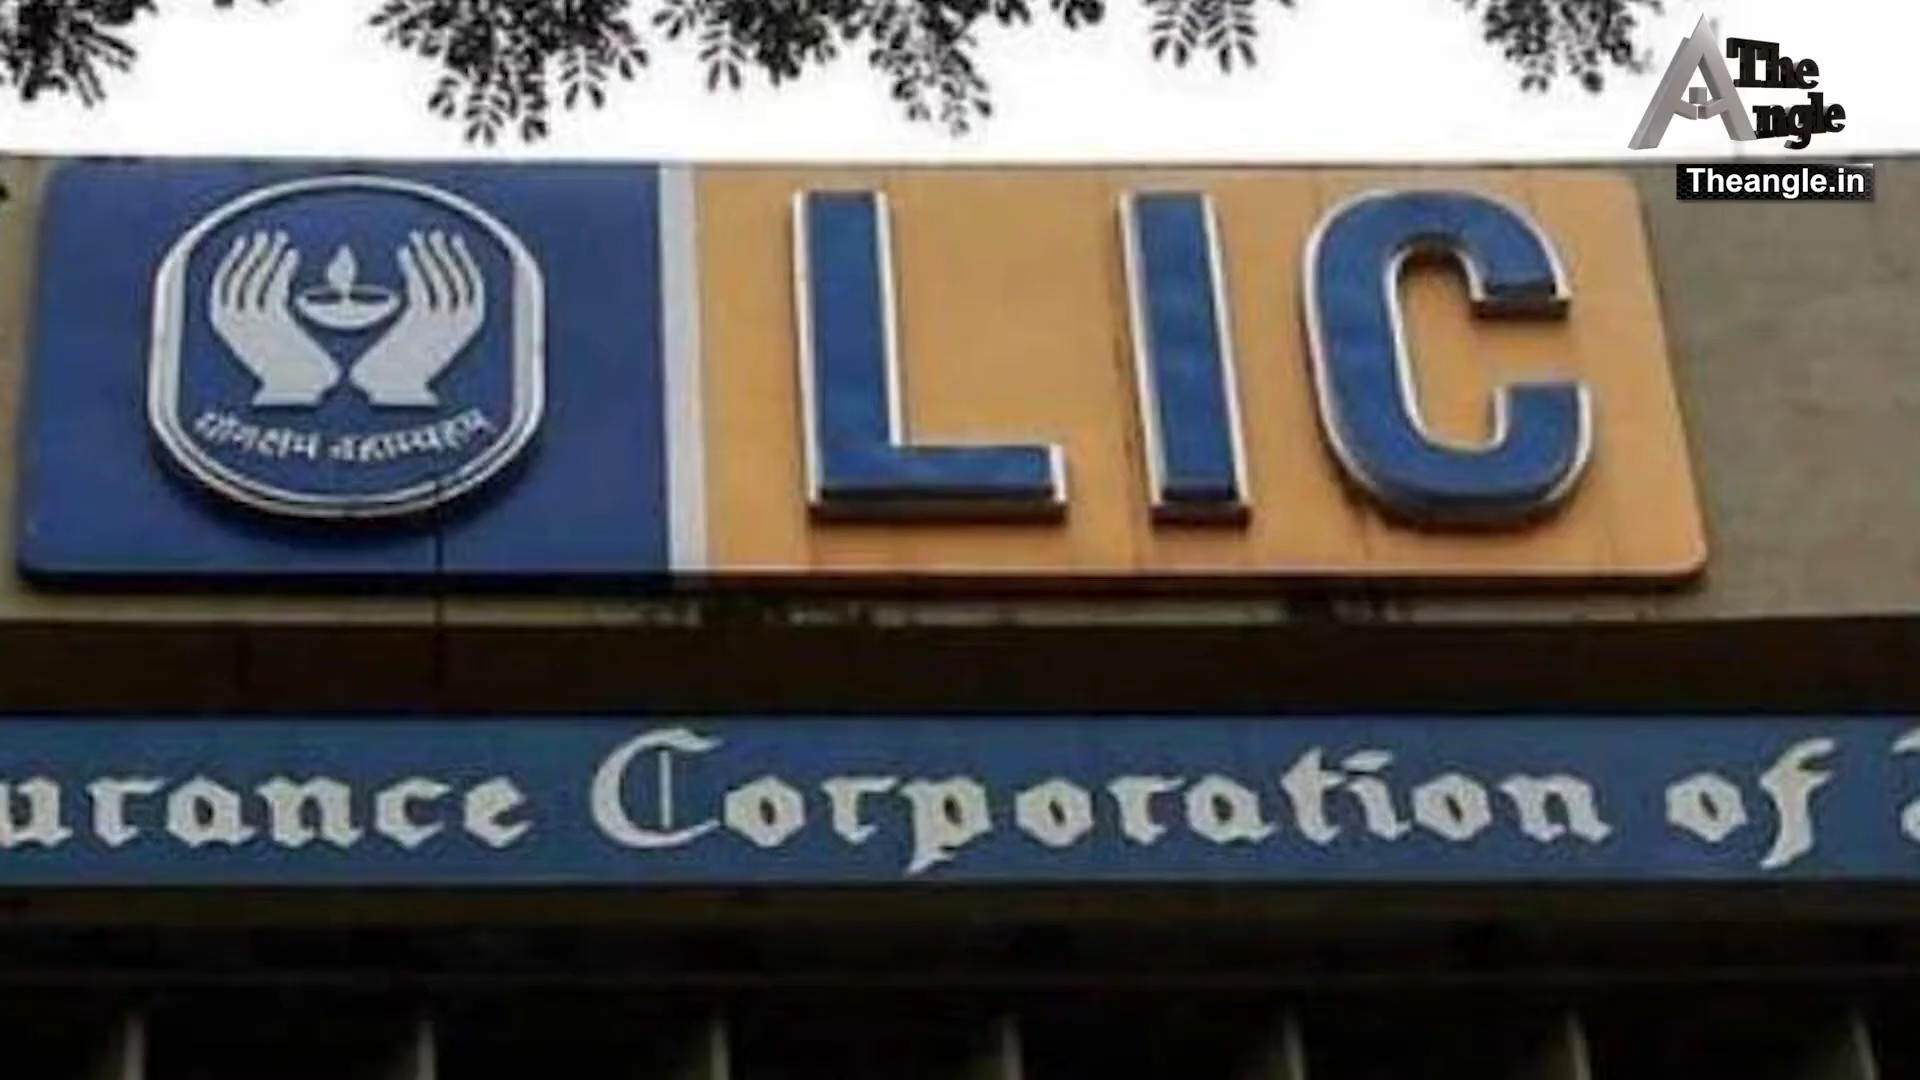 The
Angle
Theangle.in
LIC
योगक्षेमं वहाम्यहम्
urance Corporation of